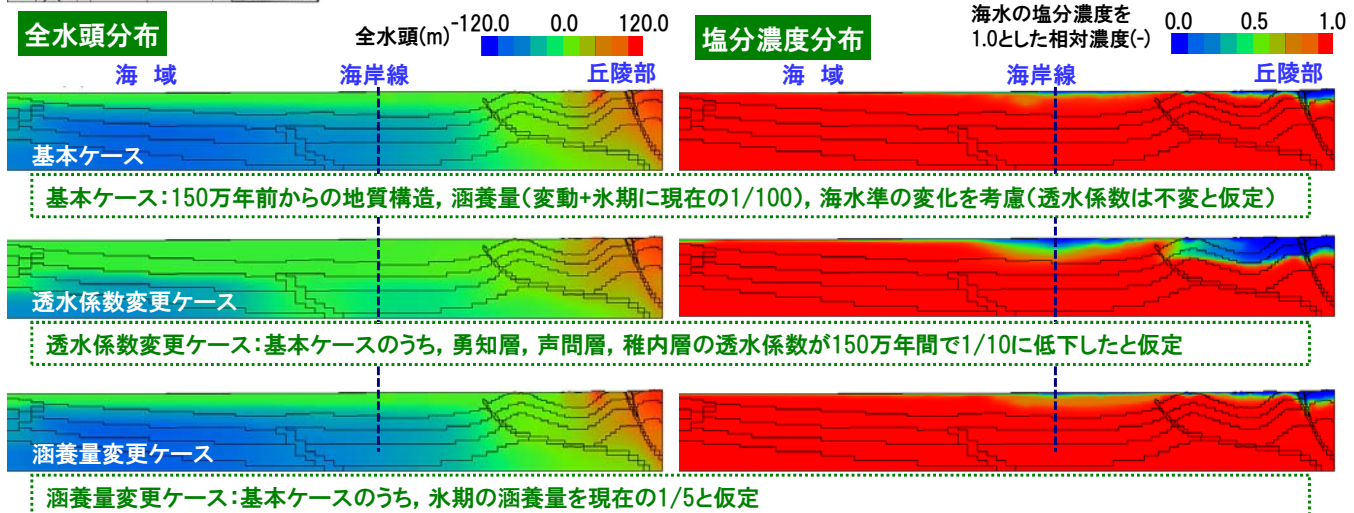 全水頭分布
全水頭(m)
-120.0 0.0 120.0
海 域 海岸線 丘陵部
塩分濃度分布
海水の塩分濃度を
1.0とした相対濃度(-)
0.0 0.5 1.0
海 域 海岸線 丘陵部
基本ケース
基本ケース:150万年前からの地質構造, 涵養量(変動+氷期に現在の1/100), 海水準の変化を考慮(透水係数は不変と仮定)
透水係数変更ケース
透水係数変更ケース:基本ケースのうち, 勇知層, 声問層, 稚内層の透水係数が150万年間で1/10に低下したと仮定
涵養量変更ケース
涵養量変更ケース:基本ケースのうち, 氷期の涵養量を現在の1/5と仮定